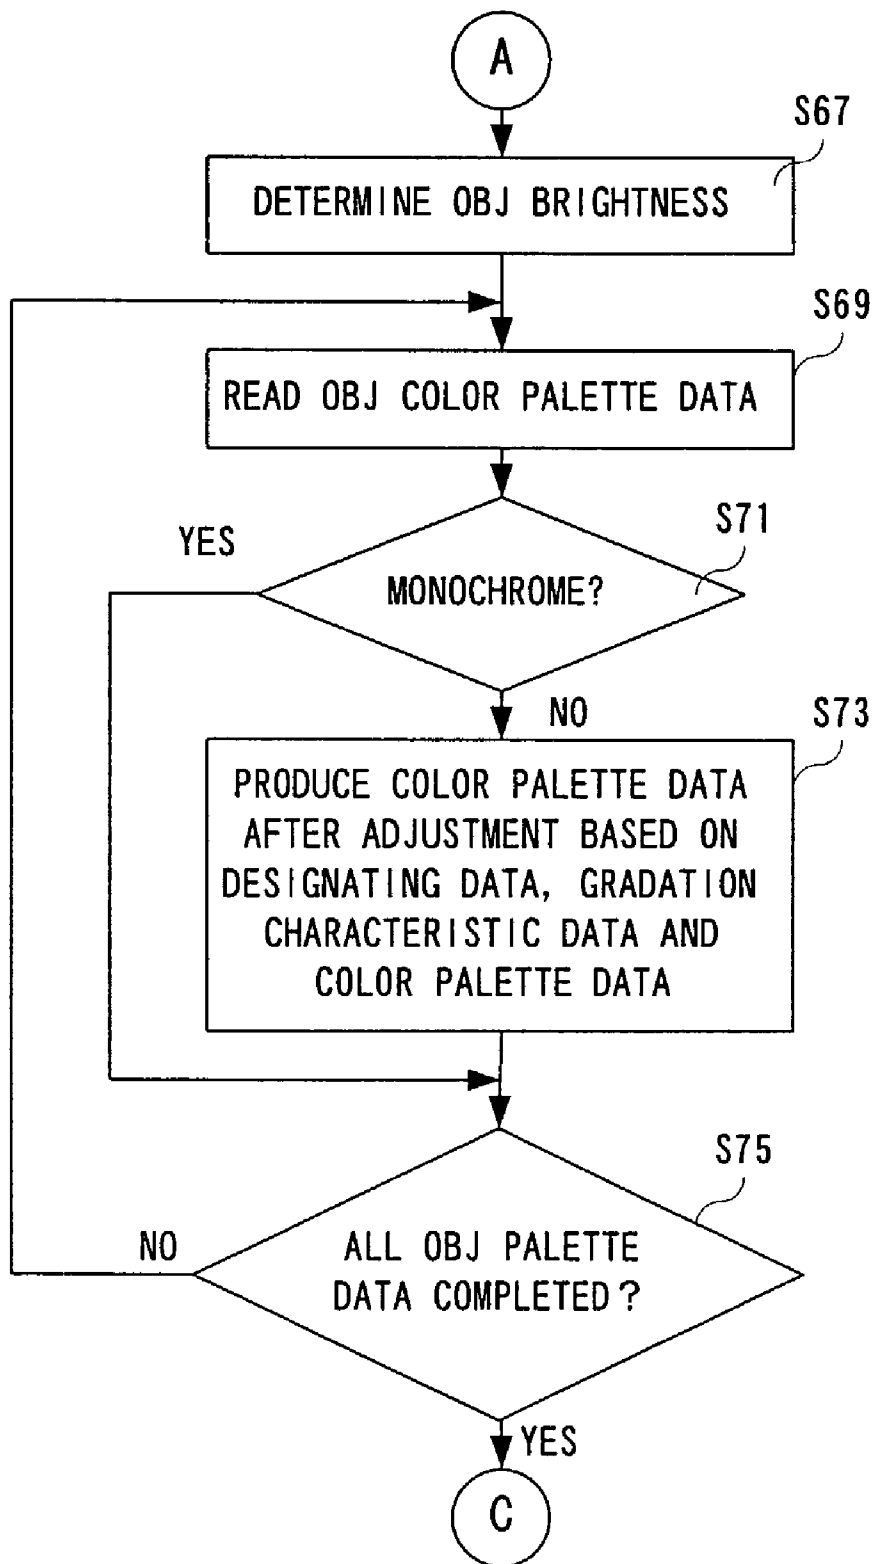 A
S67
DETERMINE OBJ BRIGHTNESS
S69
READ OBJ COLOR PALETTE DATA
S71
YES
MONOCHROME?
NO
S73
PRODUCE COLOR PALETTE DATA
AFTER ADJUSTMENT BASED ON
DESIGNATING DATA, GRADATION
CHARACTERISTIC DATA AND
COLOR PALETTE DATA
S75
NO
ALL OBJ PALETTE
DATA COMPLETED?
YES
C